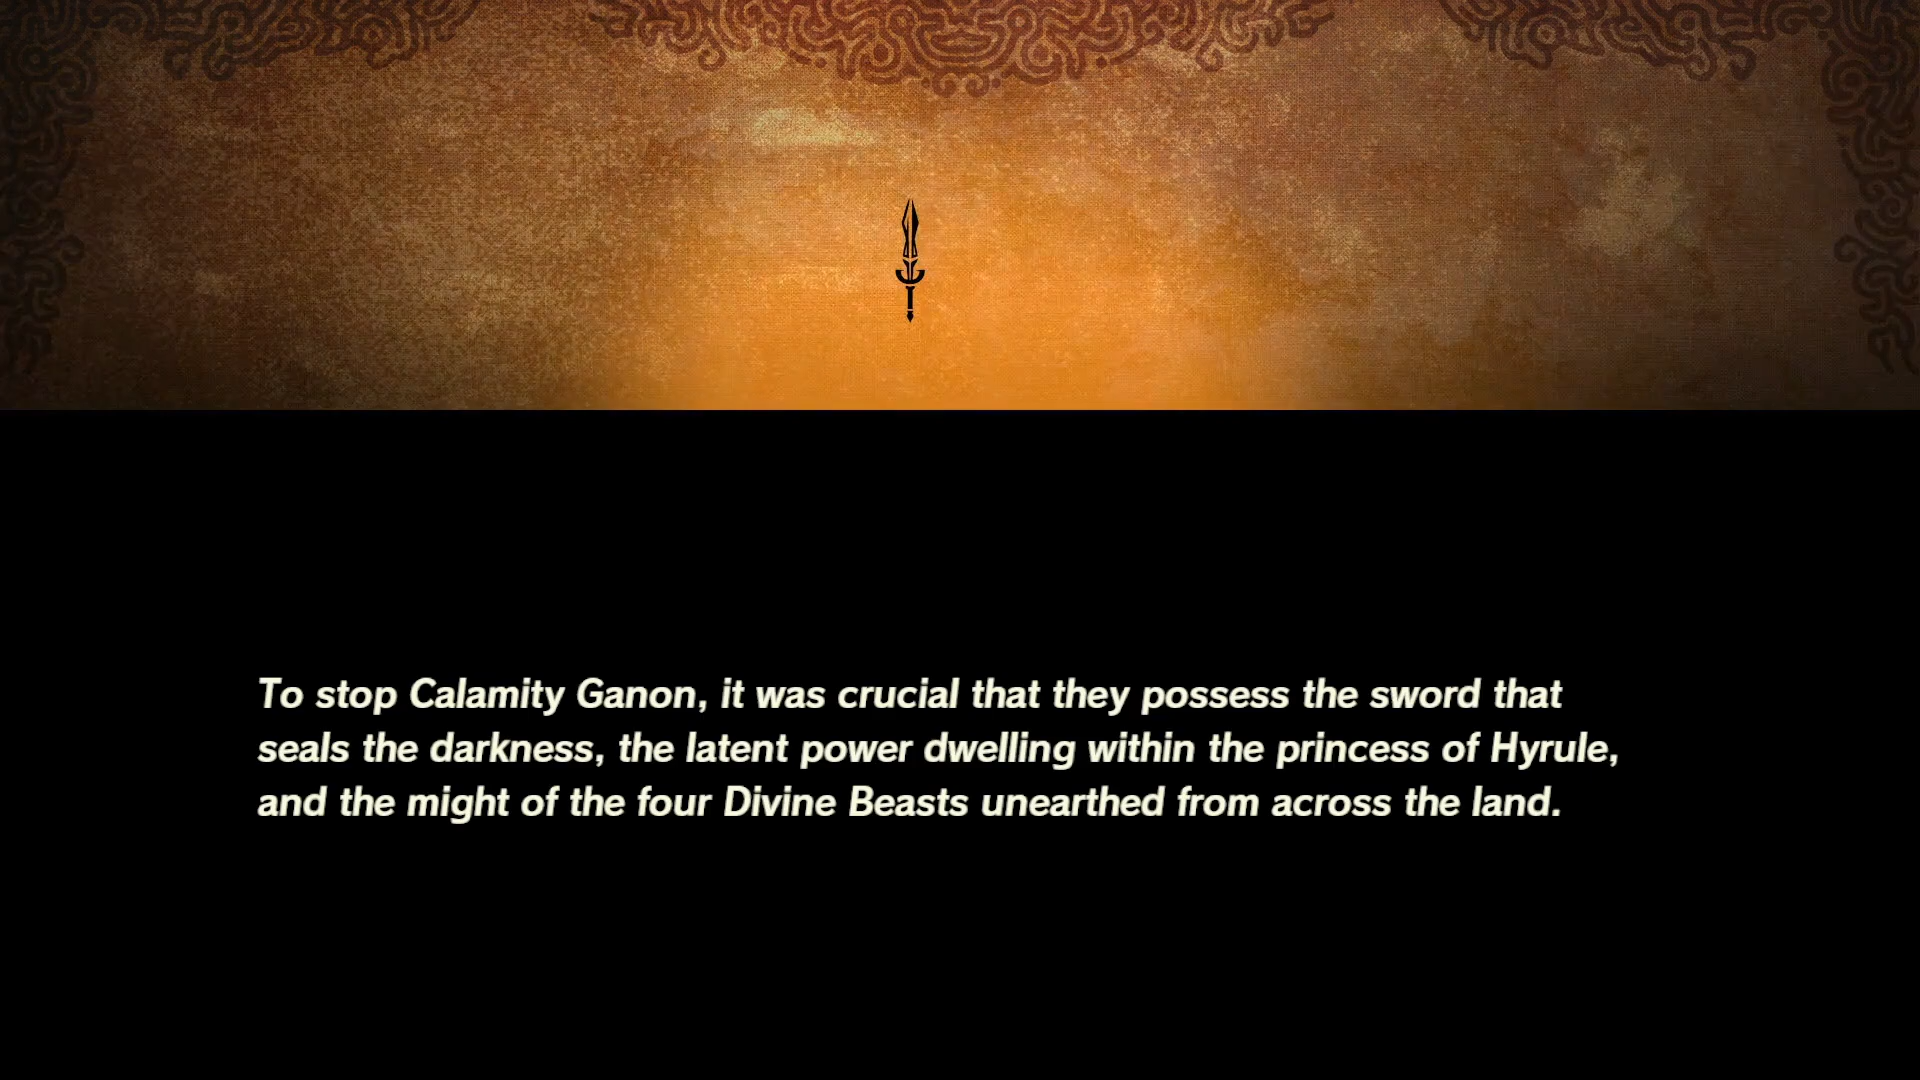 To stop Calamity Ganon, it was crucial that they possess the sword that
seals the darkness, the latent power dwelling within the princess of Hyrule,
and the might of the four Divine Beasts unearthed from across the land.